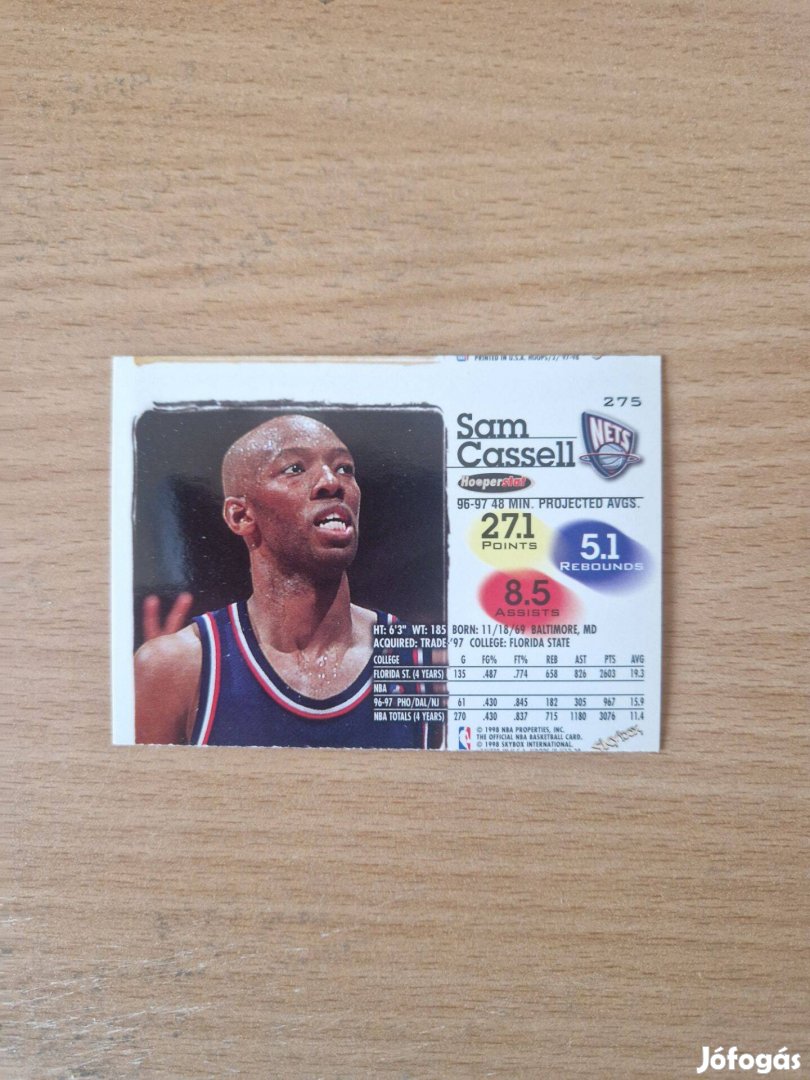 PRINTED IN U.S.A. HOOPS/2/ 97-98
275
Sam
Cassell
NETS
Hooperstat
96-97 48 MIN. PROJECTED AVGS.
27.1
POINTS
5.1
REBOUNDS
8.5
ASSISTS
HT: 6'3" WT: 185 BORN: 11/18/69 BALTIMORE, MD
ACQUIRED: TRADE-'97 COLLEGE: FLORIDA STATE
COLLEGE G FG% FT% REB AST PTS AVG
FLORIDA ST. (4 YEARS) 135 .487 .774 658 826 2603 19.3
NBA
96-97 PHO/DAL/NJ 61 .430 .845 182 305 967 15.9
NBA TOTALS (4 YEARS) 270 .430 .837 715 1180 3076 11.4
© 1998 NBA PROPERTIES, INC.
THE OFFICIAL NBA BASKETBALL CARD.
© 1998 SKYBOX INTERNATIONAL.
Skybox
Jófogás